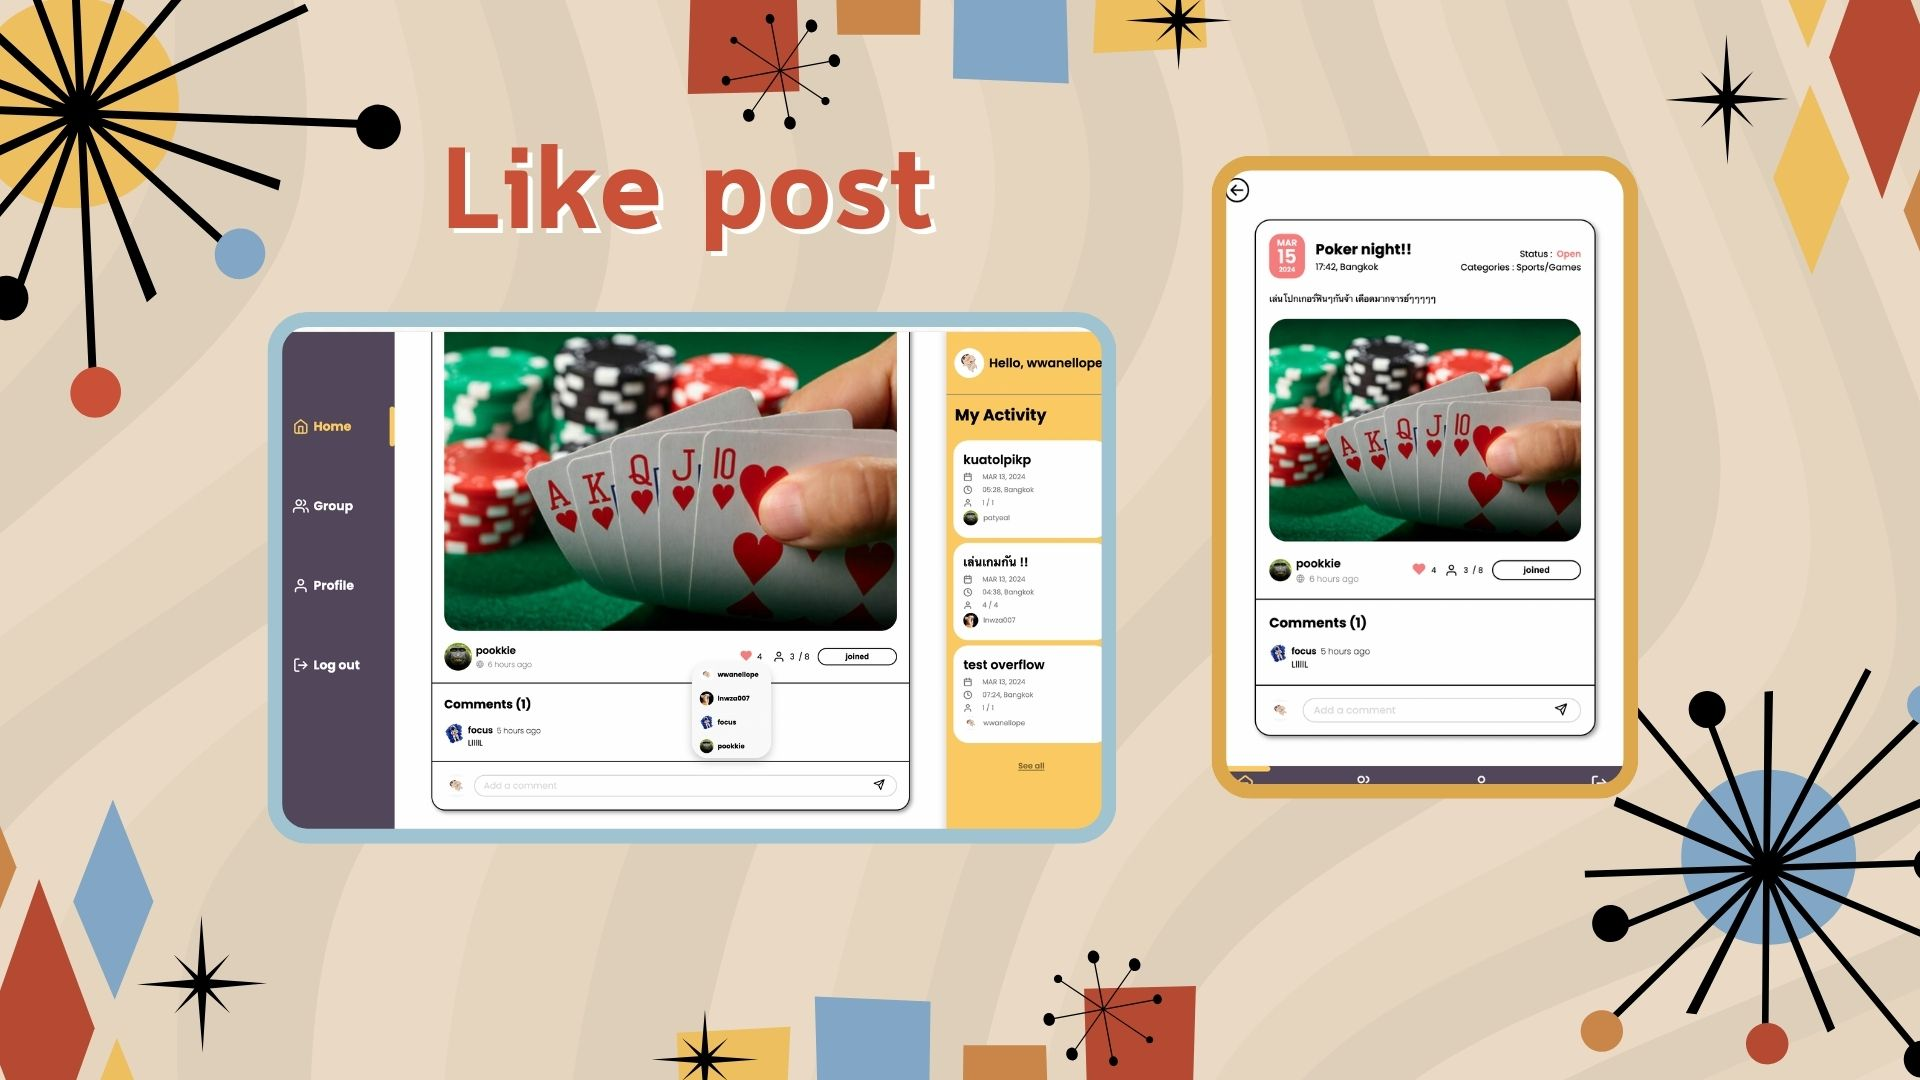 Like post
Home
Group
Profile
Log out
A K Q J 10
pookkie
6 hours ago
4
3 / 8
joined
wwanellope
lnwza007
focus
pookkie
Comments (1)
focus 5 hours ago
LIIIIL
Add a comment
Hello, wwanellope
My Activity
kuatolpikp
MAR 13, 2024
05:28, Bangkok
1 / 1
patyeal
เล่นเกมกัน !!
MAR 13, 2024
04:38, Bangkok
4 / 4
lnwza007
test overflow
MAR 13, 2024
07:24, Bangkok
1 / 1
wwanellope
See all
MAR
15
2024
Poker night!!
17:42, Bangkok
Status : Open
Categories : Sports/Games
A K Q J 10
pookkie
6 hours ago
4
3 / 8
joined
Comments (1)
focus 5 hours ago
LIIIIL
Add a comment